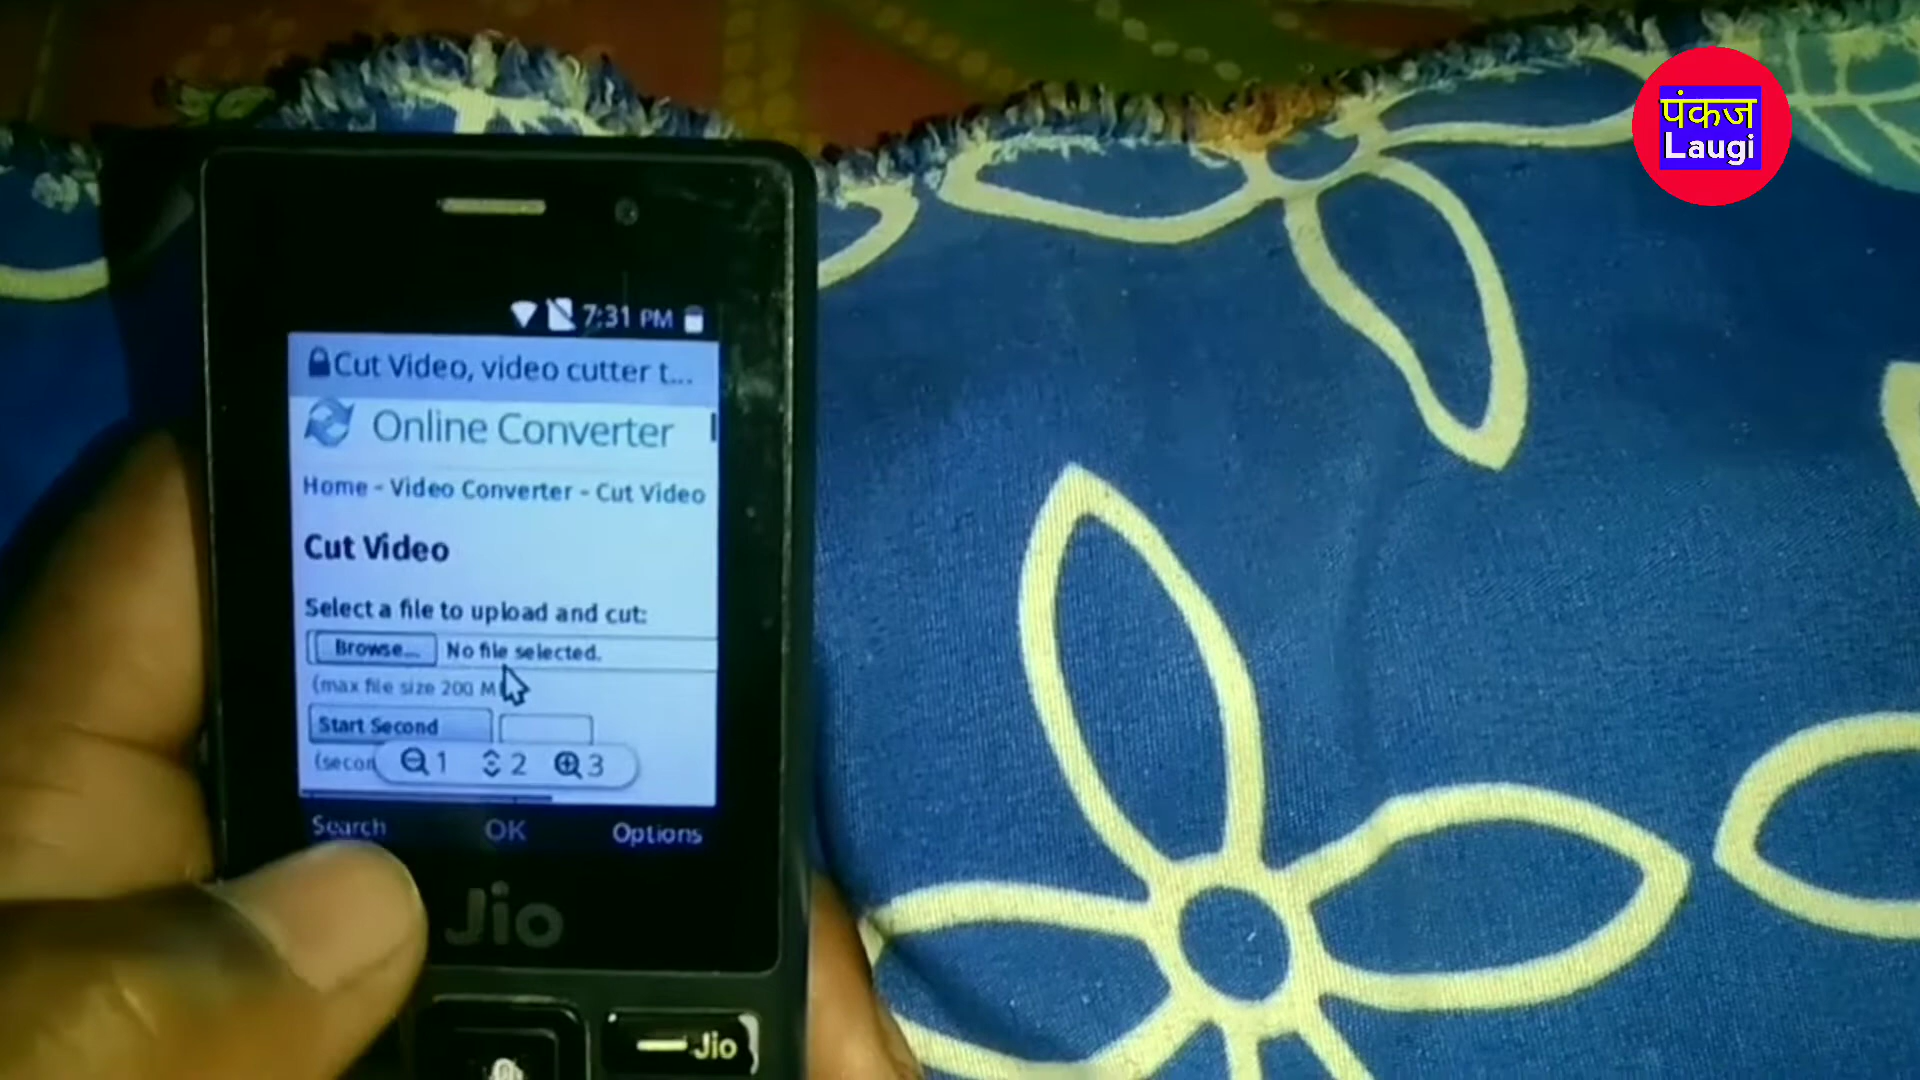 पंकज
Laugi
7:31 PM
Cut Video, video cutter t...
Online Converter
Home - Video Converter - Cut Video
Cut Video
Select a file to upload and cut:
Browse... No file selected.
(max file size 200 M
Start Second
(secon
1 2 3
Search OK Options
Jio
Jio